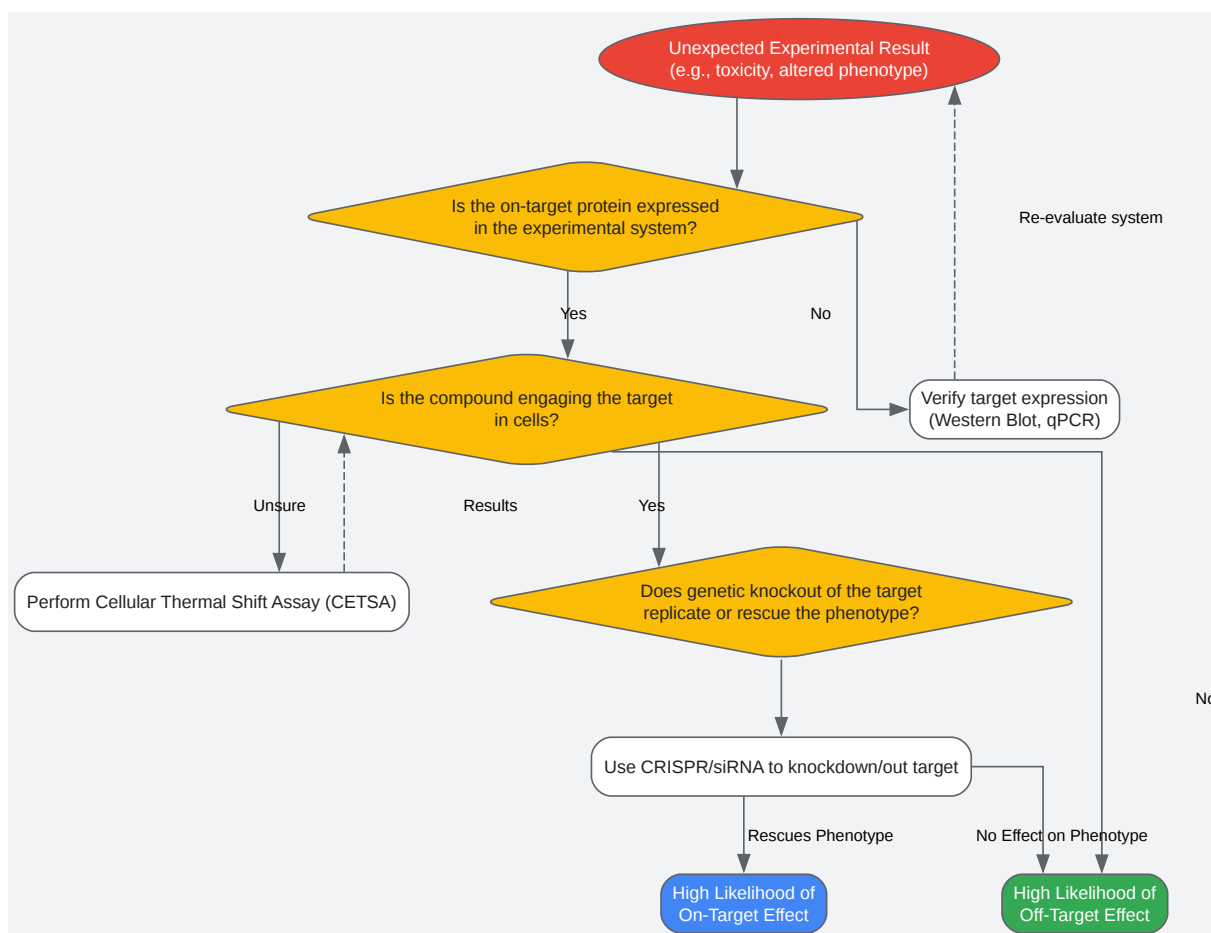 Unexpected Experimental Result
(e.g., toxicity, altered phenotype)
Is the on-target protein expressed
in the experimental system?
Re-evaluate system
Yes
No
Is the compound engaging the target
in cells?
Verify target expression
(Western Blot, qPCR)
Unsure
Results
Yes
Does genetic knockout of the target
replicate or rescue the phenotype?
Perform Cellular Thermal Shift Assay (CETSA)
No
Use CRISPR/siRNA to knockdown/out target
Rescues Phenotype
No Effect on Phenotype
High Likelihood of
On-Target Effect
High Likelihood of
Off-Target Effect